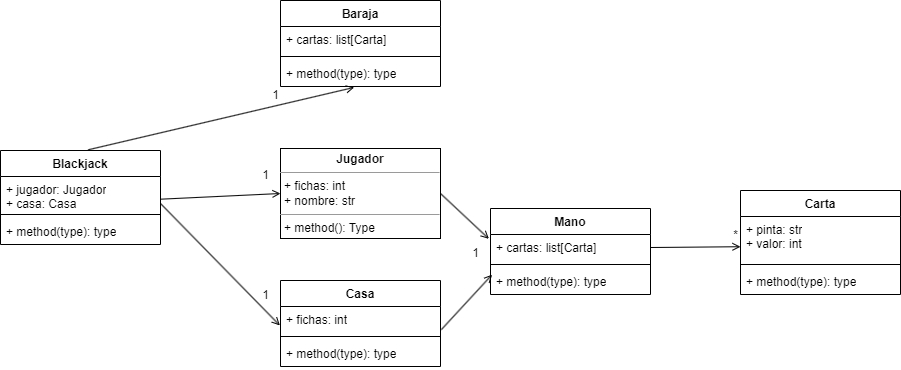 Baraja
+ cartas: list[Carta]
+ method(type): type
1
Blackjack
+ jugador: Jugador
+ casa: Casa
+ method(type): type
1
Jugador
+ fichas: int
+ nombre: str
+ method(): Type
1
Casa
+ fichas: int
+ method(type): type
1
Mano
+ cartas: list[Carta]
+ method(type): type
*
Carta
+ pinta: str
+ valor: int
+ method(type): type